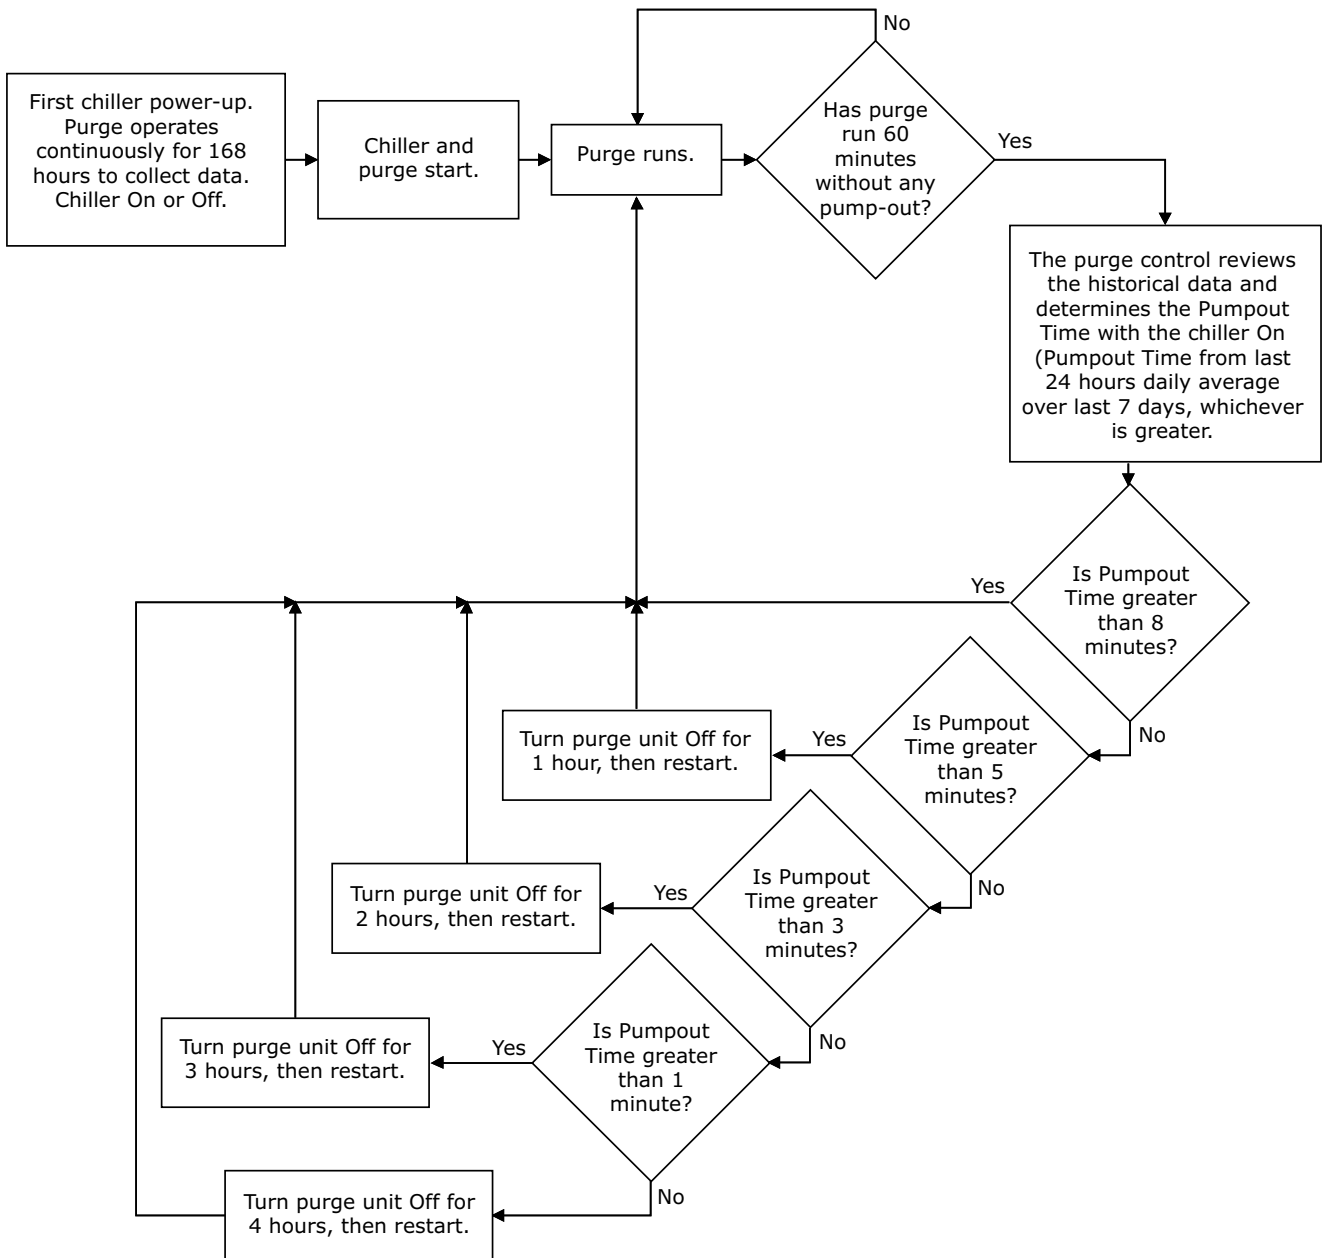 First chiller power-up.
Purge operates
continuously for 168
hours to collect data.
Chiller On or Off.
Chiller and
purge start.
Purge runs.
No
Has purge
run 60
minutes
without any
pump-out?
Yes
The purge control reviews
the historical data and
determines the Pumpout
Time with the chiller On
(Pumpout Time from last
24 hours daily average
over last 7 days, whichever
is greater.
Is Pumpout
Time greater
than 8
minutes?
Yes
No
Is Pumpout
Time greater
than 5
minutes?
Yes
Turn purge unit Off for
1 hour, then restart.
No
Is Pumpout
Time greater
than 3
minutes?
Yes
Turn purge unit Off for
2 hours, then restart.
No
Is Pumpout
Time greater
than 1
minute?
Yes
Turn purge unit Off for
3 hours, then restart.
No
Turn purge unit Off for
4 hours, then restart.